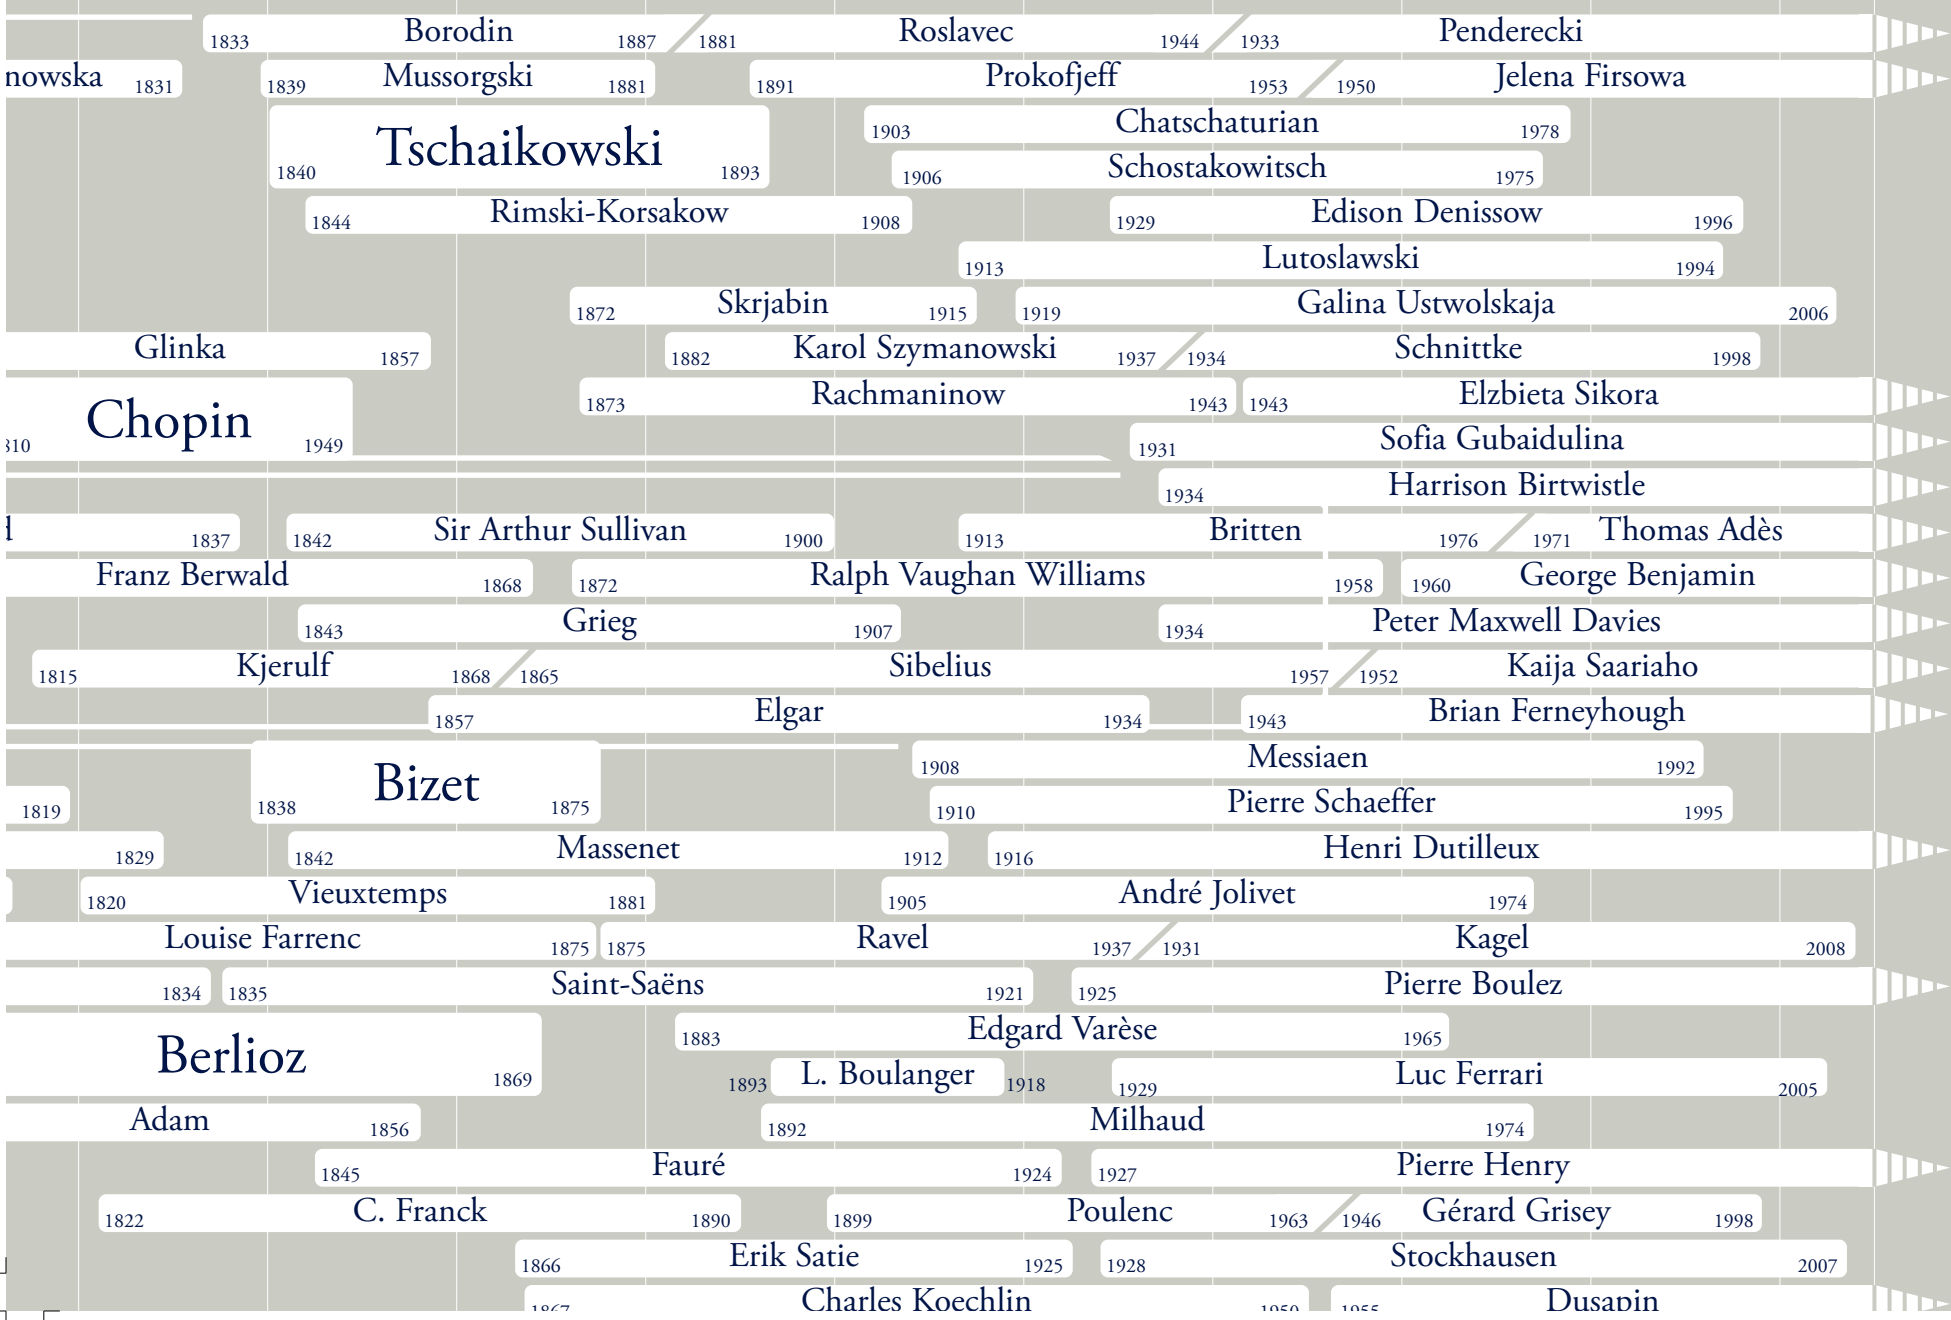 1833 Borodin 1887 1881 Roslavec 1944 1933 Penderecki
nowska 1831 1839 Mussorgski 1881 1891 Prokofjeff 1953 1950 Jelena Firsowa
1840 Tschaikowski 1893
1903 Chatschaturian 1978
1906 Schostakowitsch 1975
1844 Rimski-Korsakow 1908 1929 Edison Denissow 1996
1913 Lutoslawski 1994
1872 Skrjabin 1915 1919 Galina Ustwolskaja 2006
Glinka 1857 1882 Karol Szymanowski 1937 1934 Schnittke 1998
1873 Rachmaninow 1943 1943 Elzbieta Sikora
810 Chopin 1949
1931 Sofia Gubaidulina
1934 Harrison Birtwistle
d 1837 1842 Sir Arthur Sullivan 1900 1913 Britten 1976 1971 Thomas Adès
Franz Berwald 1868 1872 Ralph Vaughan Williams 1958 1960 George Benjamin
1843 Grieg 1907 1934 Peter Maxwell Davies
1815 Kjerulf 1868 1865 Sibelius 1957 1952 Kaija Saariaho
1857 Elgar 1934 1943 Brian Ferneyhough
1908 Messiaen 1992
1819 1838 Bizet 1875 1910 Pierre Schaeffer 1995
1829 1842 Massenet 1912 1916 Henri Dutilleux
1820 Vieuxtemps 1881 1905 André Jolivet 1974
Louise Farrenc 1875 1875 Ravel 1937 1931 Kagel 2008
1834 1835 Saint-Saëns 1921 1925 Pierre Boulez
1883 Edgard Varèse 1965
Berlioz 1869 1893 L. Boulanger 1918 1929 Luc Ferrari 2005
Adam 1856 1892 Milhaud 1974
1845 Fauré 1924 1927 Pierre Henry
1822 C. Franck 1890 1899 Poulenc 1963 1946 Gérard Grisey 1998
1866 Erik Satie 1925 1928 Stockhausen 2007
1867 Charles Koechlin 1950 1955 Dusapin